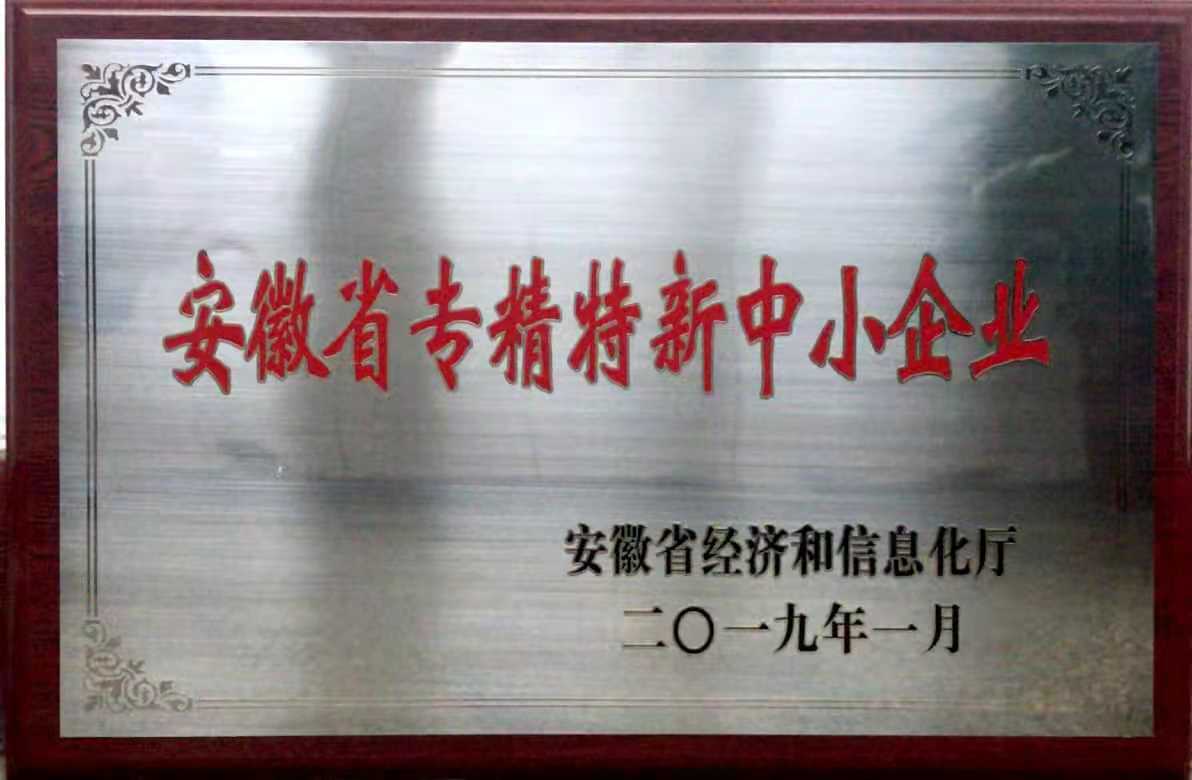 安徽省专精特新中小企业
安徽省经济和信息化厅
二〇一九年一月